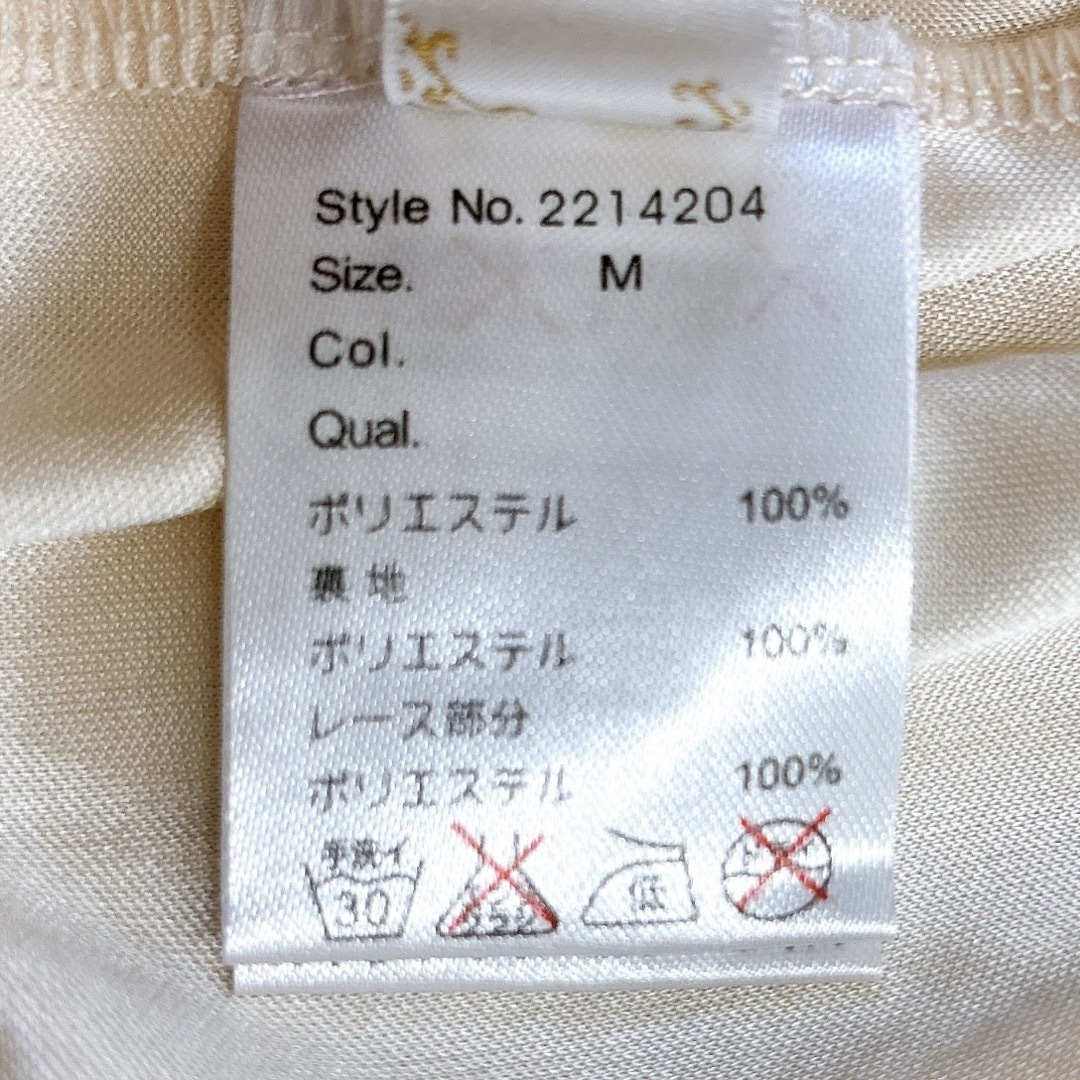 Style No. 2214204
Size. M
Col.
Qual.
ポリエステル 100%
裏地
ポリエステル 100%
レース部分
ポリエステル 100%
手洗イ
30
低